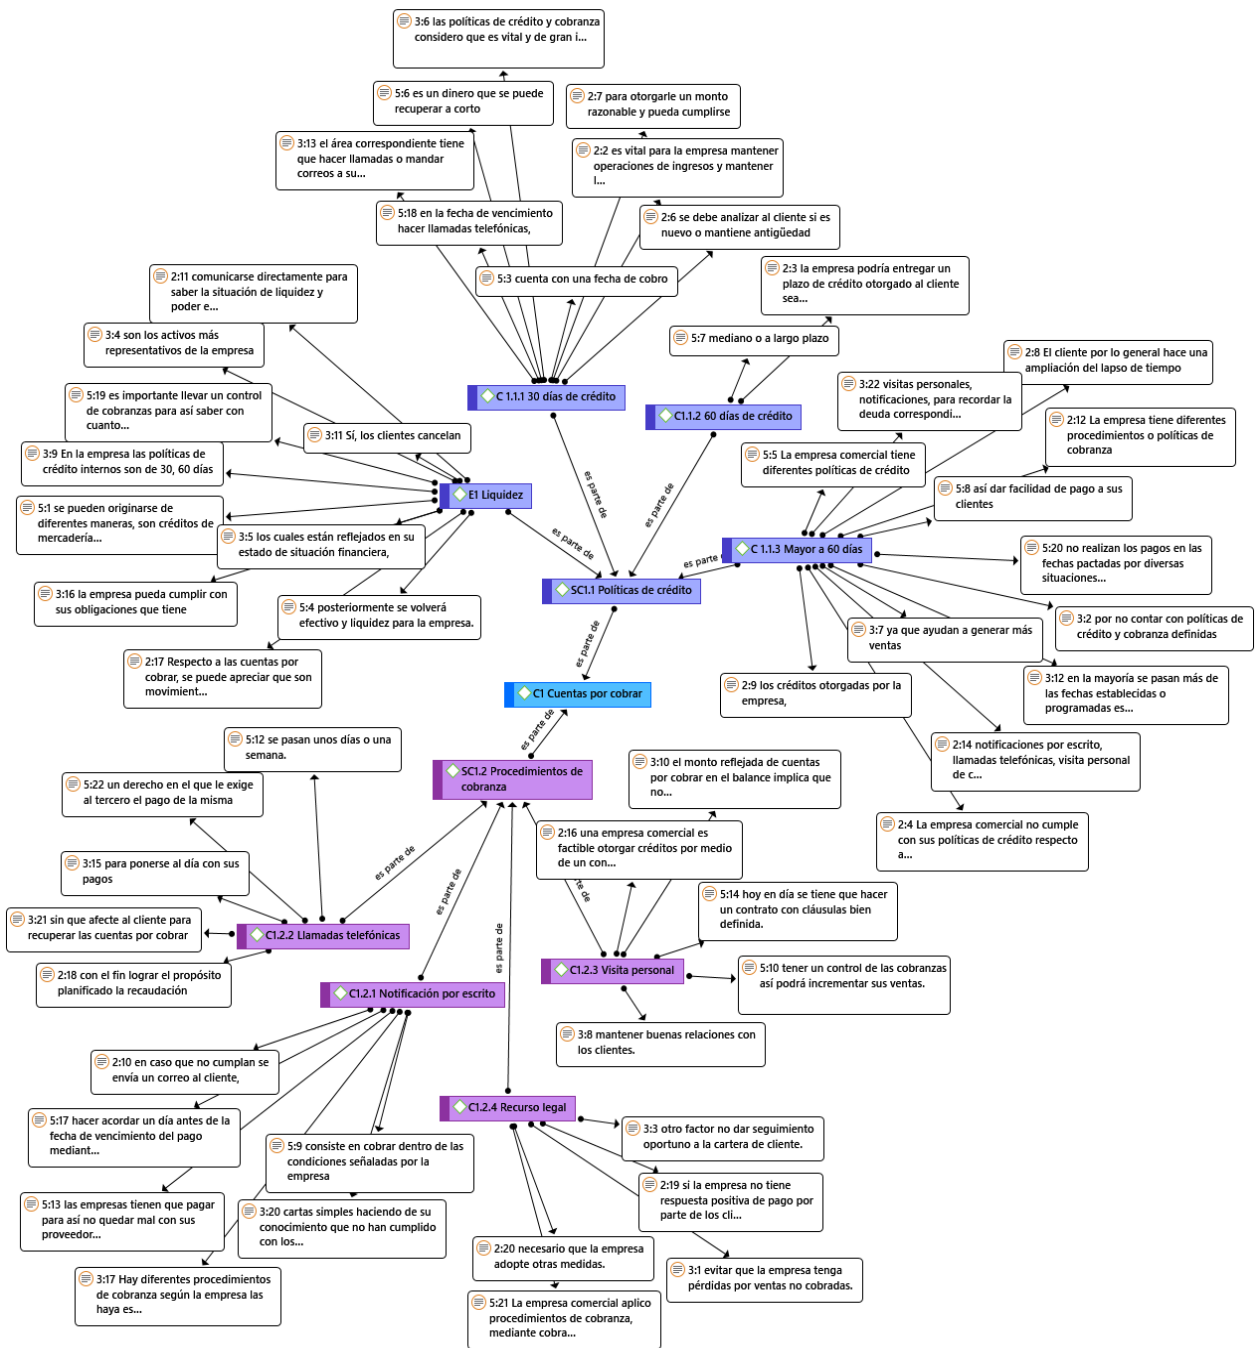 3:6 las políticas de crédito y cobranza
considero que es vital y de gran i...
5:6 es un dinero que se puede
recuperar a corto
2:7 para otorgarle un monto
razonable y pueda cumplirse
3:13 el área correspondiente tiene
que hacer llamadas o mandar
correos a su...
2:2 es vital para la empresa mantener
operaciones de ingresos y mantener
l...
5:18 en la fecha de vencimiento
hacer llamadas telefónicas,
2:6 se debe analizar al cliente si es
nuevo o mantiene antigüedad
5:3 cuenta con una fecha de cobro
2:11 comunicarse directamente para
saber la situación de liquidez y
poder e...
2:3 la empresa podría entregar un
plazo de crédito otorgado al cliente
sea...
3:4 son los activos más
representativos de la empresa
5:7 mediano o a largo plazo
2:8 El cliente por lo general hace una
ampliación del lapso de tiempo
5:19 es importante llevar un control
de cobranzas para así saber con
cuanto...
C 1.1.1 30 días de crédito
C1.1.2 60 días de crédito
3:22 visitas personales,
notificaciones, para recordar la
deuda correspondi...
2:12 La empresa tiene diferentes
procedimientos o políticas de
cobranza
3:11 Sí, los clientes cancelan
3:9 En la empresa las políticas de
crédito internos son de 30, 60 días
5:5 La empresa comercial tiene
diferentes políticas de crédito
5:8 así dar facilidad de pago a sus
clientes
E1 Liquidez
es parte de
es parte de
5:1 se pueden originarse de
diferentes maneras, son créditos de
mercadería...
3:5 los cuales están reflejados en su
estado de situación financiera,
es parte de
es parte de
C 1.1.3 Mayor a 60 días
5:20 no realizan los pagos en las
fechas pactadas por diversas
situaciones...
3:16 la empresa pueda cumplir con
sus obligaciones que tiene
SC1.1 Políticas de crédito
5:4 posteriormente se volverá
efectivo y liquidez para la empresa.
3:2 por no contar con políticas de
crédito y cobranza definidas
3:7 ya que ayudan a generar más
ventas
es parte de
2:17 Respecto a las cuentas por
cobrar, se puede apreciar que son
movimient...
C1 Cuentas por cobrar
2:9 los créditos otorgadas por la
empresa,
3:12 en la mayoría se pasan más de
las fechas establecidas o
programadas es...
es parte de
5:12 se pasan unos días o una
semana.
2:14 notificaciones por escrito,
llamadas telefónicas, visita personal
de c...
SC1.2 Procedimientos de
cobranza
3:10 el monto reflejada de cuentas
por cobrar en el balance implica que
no...
5:22 un derecho en el que le exige
al tercero el pago de la misma
2:16 una empresa comercial es
factible otorgar créditos por medio
de un con...
2:4 La empresa comercial no cumple
con sus políticas de crédito respecto
a...
3:15 para ponerse al día con sus
pagos
es parte de
es parte de
rte de
5:14 hoy en día se tiene que hacer
un contrato con cláusulas bien
definida.
3:21 sin que afecte al cliente para
recuperar las cuentas por cobrar
C1.2.2 Llamadas telefónicas
es parte de
2:18 con el fin lograr el propósito
planificado la recaudación
C1.2.3 Visita personal
5:10 tener un control de las cobranzas
así podrá incrementar sus ventas.
C1.2.1 Notificación por escrito
3:8 mantener buenas relaciones con
los clientes.
2:10 en caso que no cumplan se
envía un correo al cliente,
C1.2.4 Recurso legal
5:17 hacer acordar un día antes de la
fecha de vencimiento del pago
mediant...
3:3 otro factor no dar seguimiento
oportuno a la cartera de cliente.
5:9 consiste en cobrar dentro de las
condiciones señaladas por la
empresa
2:19 si la empresa no tiene
respuesta positiva de pago por
parte de los cli...
5:13 las empresas tienen que pagar
para así no quedar mal con sus
proveedor...
3:20 cartas simples haciendo de su
conocimiento que no han cumplido
con los...
2:20 necesario que la empresa
adopte otras medidas.
3:1 evitar que la empresa tenga
pérdidas por ventas no cobradas.
3:17 Hay diferentes procedimientos
de cobranza según la empresa las
haya es...
5:21 La empresa comercial aplico
procedimientos de cobranza,
mediante cobra...